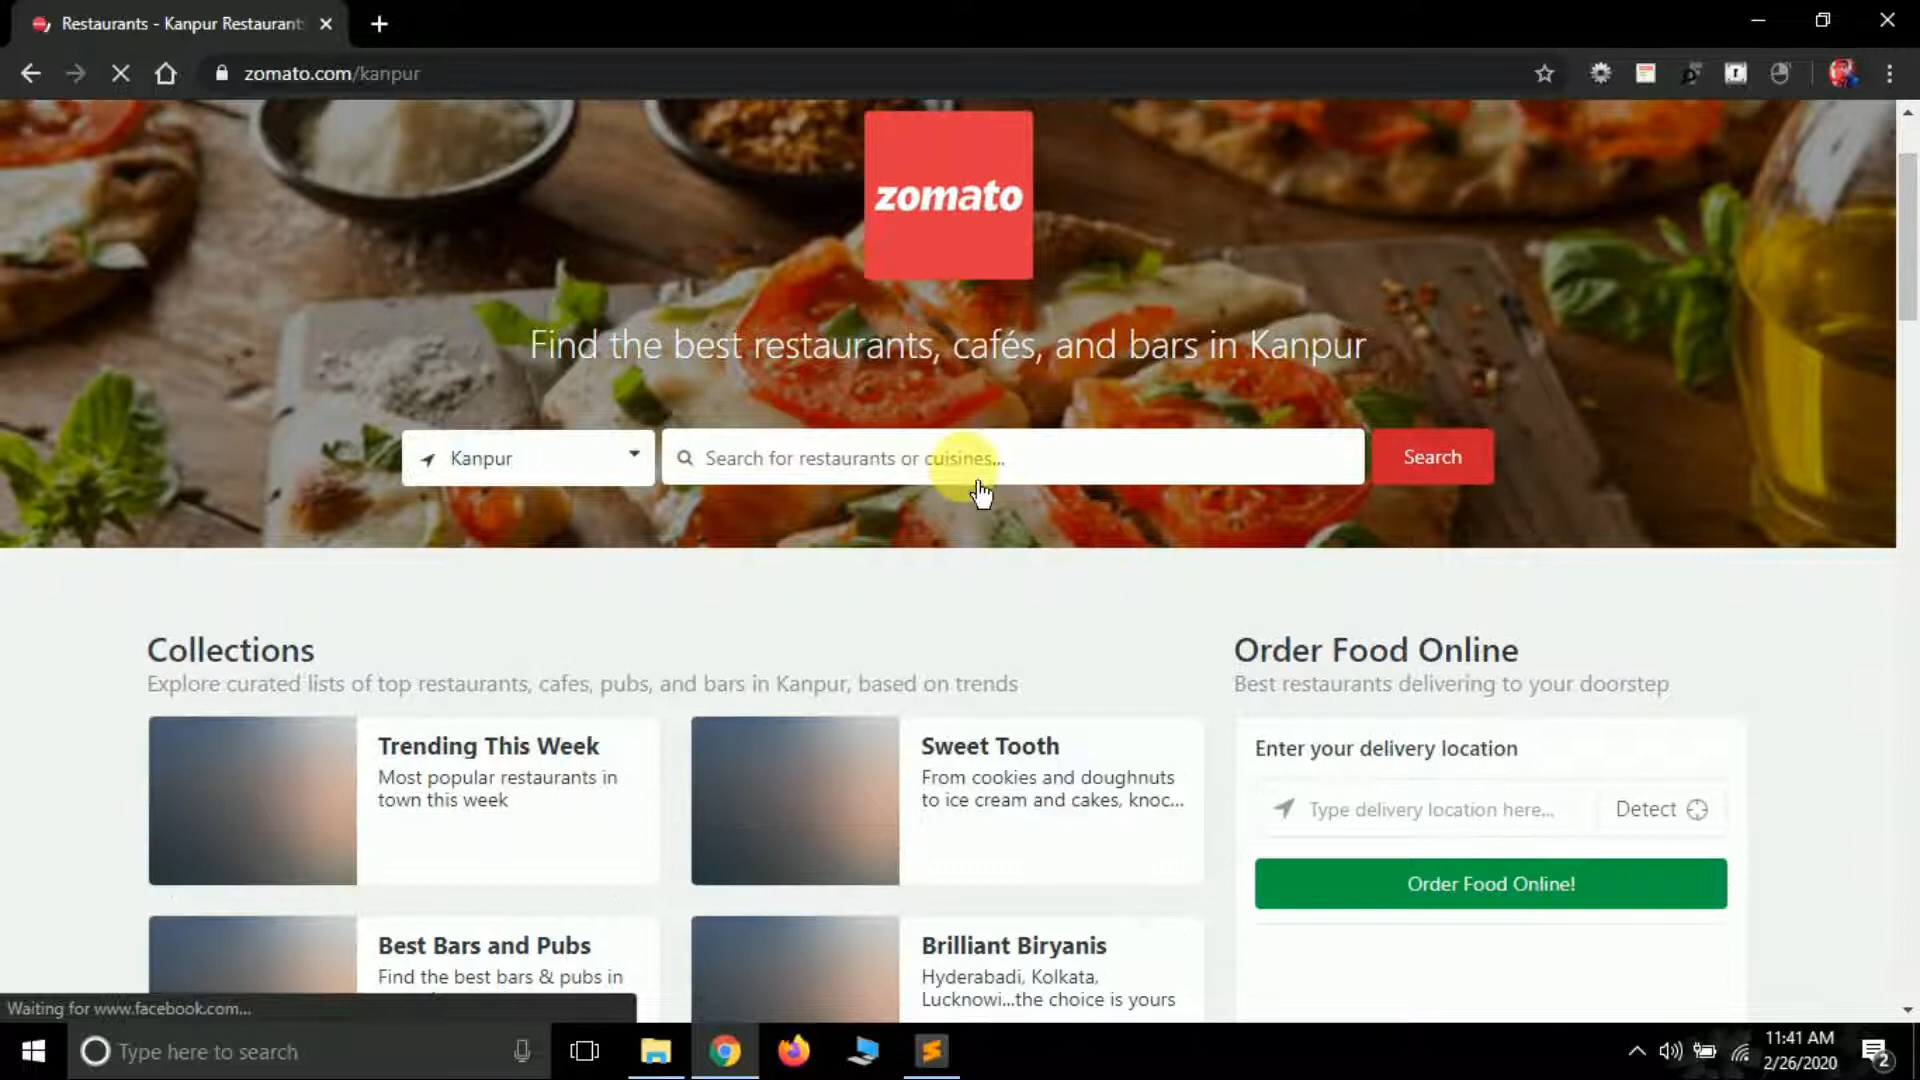 Restaurants - Kanpur Restaurant
zomato.com/kanpur
zomato
Find the best restaurants, cafés, and bars in Kanpur
Kanpur
Search for restaurants or cuisines...
Search
Collections
Explore curated lists of top restaurants, cafes, pubs, and bars in Kanpur, based on trends
Trending This Week
Most popular restaurants in
town this week
Sweet Tooth
From cookies and doughnuts
to ice cream and cakes, knoc...
Best Bars and Pubs
Find the best bars & pubs in
Brilliant Biryanis
Hyderabadi, Kolkata,
Lucknowi...the choice is yours
Order Food Online
Best restaurants delivering to your doorstep
Enter your delivery location
Type delivery location here...
Detect
Order Food Online!
Waiting for www.facebook.com...
Type here to search
11:41 AM
2/26/2020
2